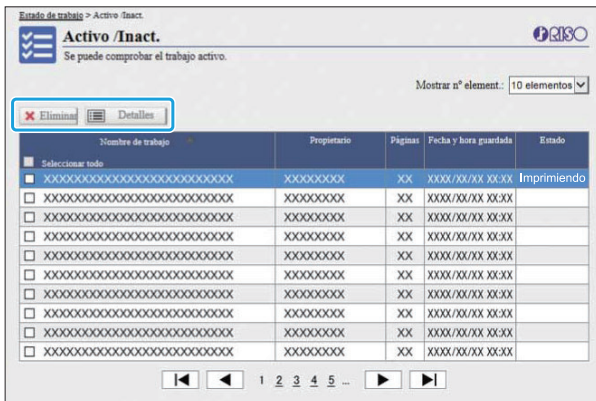 Estado de trabajo > Activo /Inact.
Activo /Inact.
RISO
Se puede comprobar el trabajo activo.
Mostrar nº element.: 10 elementos
Eliminar Detalles
Nombre de trabajo Propietario Páginas Fecha y hora guardada Estado
Seleccionar todo
XXXXXXXXXXXXXXXXXXXXXXXXXX XXXXXXXX XX XXXX/XX/XX XX:XX Imprimiendo
XXXXXXXXXXXXXXXXXXXXXXXXXX XXXXXXXX XX XXXX/XX/XX XX:XX
XXXXXXXXXXXXXXXXXXXXXXXXXX XXXXXXXX XX XXXX/XX/XX XX:XX
XXXXXXXXXXXXXXXXXXXXXXXXXX XXXXXXXX XX XXXX/XX/XX XX:XX
XXXXXXXXXXXXXXXXXXXXXXXXXX XXXXXXXX XX XXXX/XX/XX XX:XX
XXXXXXXXXXXXXXXXXXXXXXXXXX XXXXXXXX XX XXXX/XX/XX XX:XX
XXXXXXXXXXXXXXXXXXXXXXXXXX XXXXXXXX XX XXXX/XX/XX XX:XX
XXXXXXXXXXXXXXXXXXXXXXXXXX XXXXXXXX XX XXXX/XX/XX XX:XX
XXXXXXXXXXXXXXXXXXXXXXXXXX XXXXXXXX XX XXXX/XX/XX XX:XX
XXXXXXXXXXXXXXXXXXXXXXXXXX XXXXXXXX XX XXXX/XX/XX XX:XX
1 2 3 4 5 ...